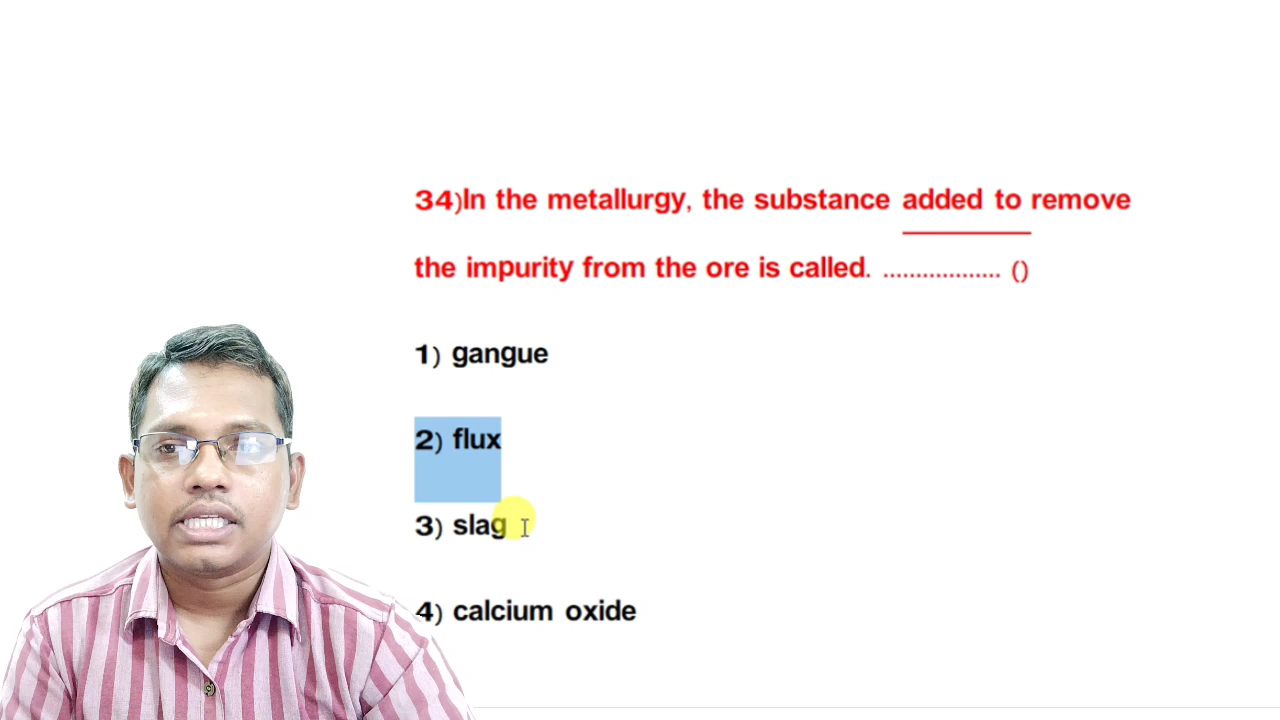 34)In the metallurgy, the substance added to remove
the impurity from the ore is called. .................. ()
1) gangue
2) flux
3) slag
4) calcium oxide